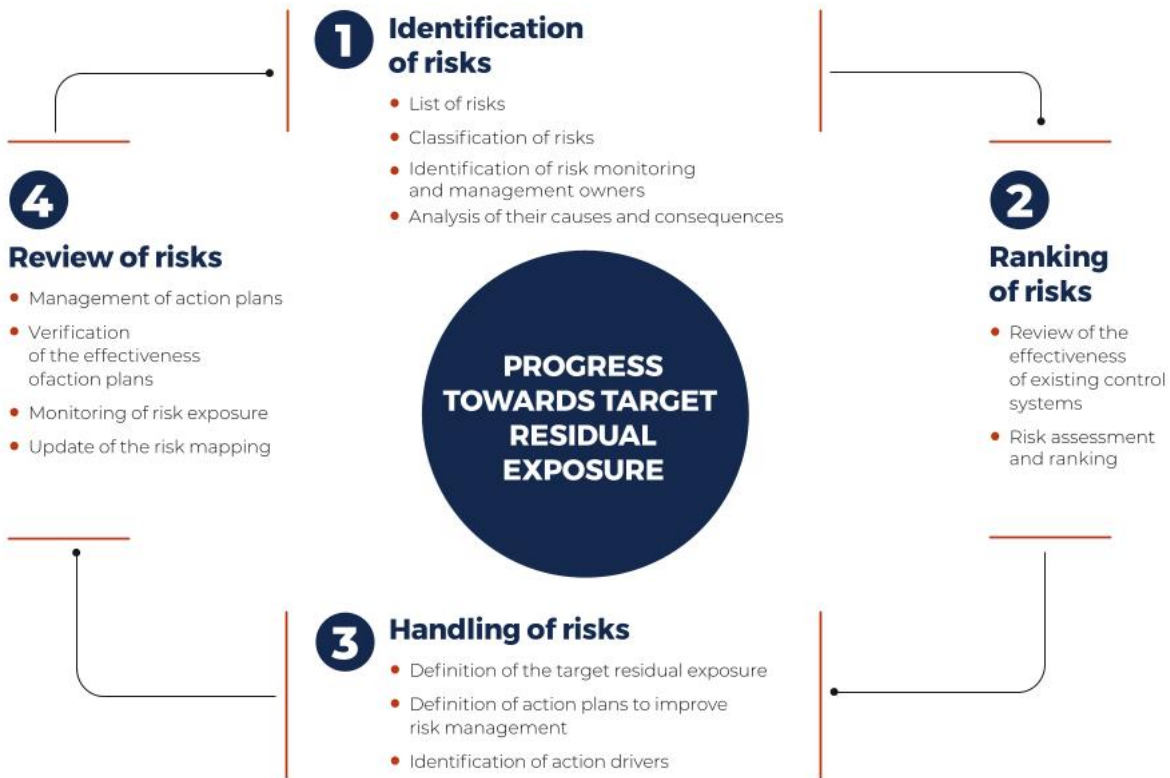 1
Identification
of risks
• List of risks
• Classification of risks
• Identification of risk monitoring
and management owners
• Analysis of their causes and consequences
2
Ranking
of risks
• Review of the
effectiveness
of existing control
systems
• Risk assessment
and ranking
3
Handling of risks
• Definition of the target residual exposure
• Definition of action plans to improve
risk management
• Identification of action drivers
4
Review of risks
• Management of action plans
• Verification
of the effectiveness
ofaction plans
• Monitoring of risk exposure
• Update of the risk mapping
PROGRESS
TOWARDS TARGET
RESIDUAL
EXPOSURE